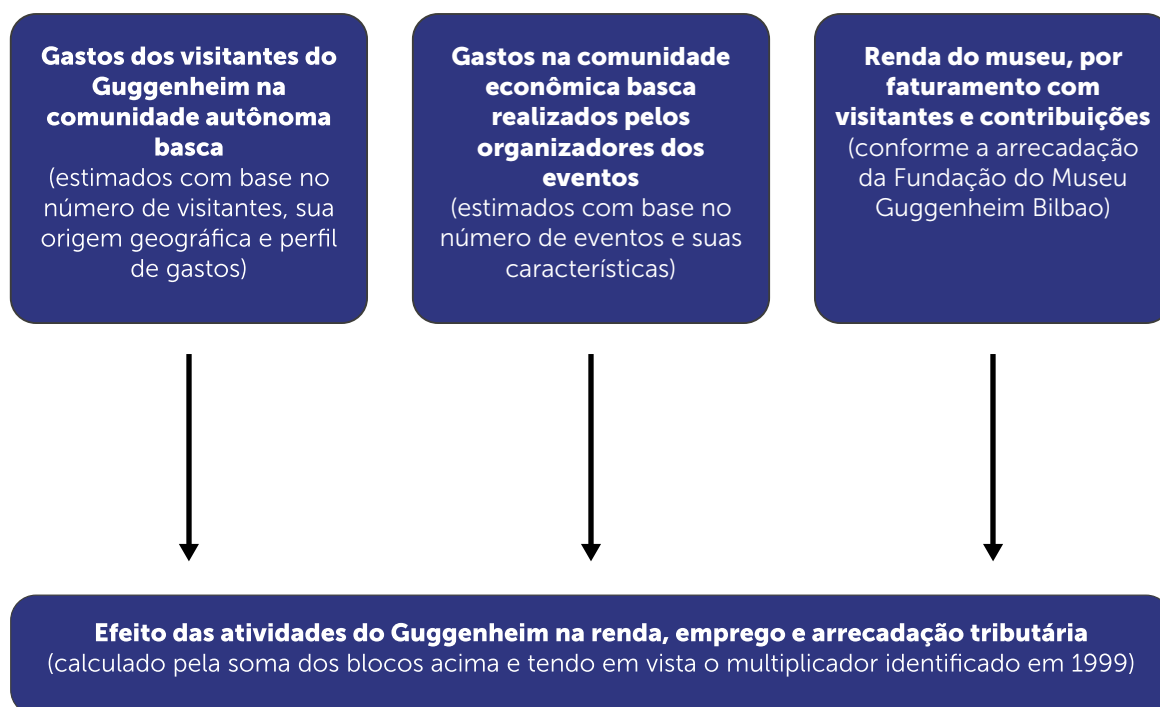 Gastos dos visitantes do
Guggenheim na
comunidade autônoma
basca
(estimados com base no
número de visitantes, sua
origem geográfica e perfil
de gastos)
Gastos na comunidade
econômica basca
realizados pelos
organizadores dos
eventos
(estimados com base no
número de eventos e suas
características)
Renda do museu, por
faturamento com
visitantes e contribuições
(conforme a arrecadação
da Fundação do Museu
Guggenheim Bilbao)
Efeito das atividades do Guggenheim na renda, emprego e arrecadação tributária
(calculado pela soma dos blocos acima e tendo em vista o multiplicador identificado em 1999)